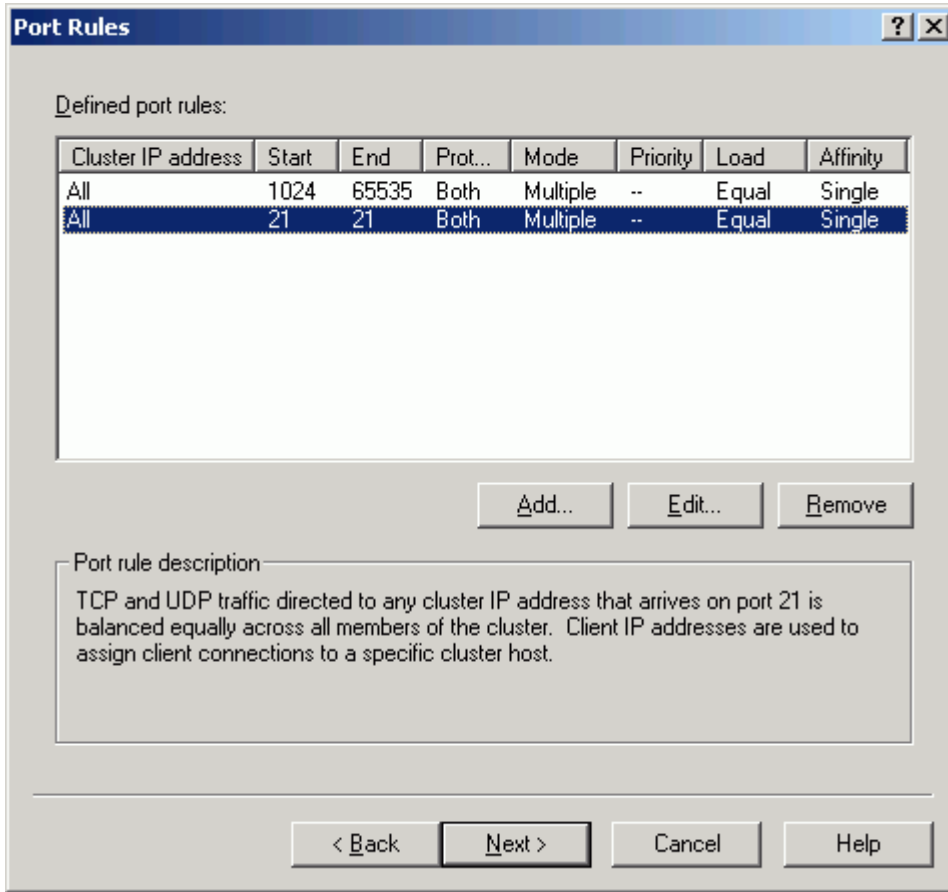 Port Rules
Defined port rules:
Cluster IP address Start End Prot... Mode Priority Load Affinity
All 1024 65535 Both Multiple -- Equal Single
All 21 21 Both Multiple -- Equal Single
Add... Edit... Remove
Port rule description
TCP and UDP traffic directed to any cluster IP address that arrives on port 21 is
balanced equally across all members of the cluster. Client IP addresses are used to
assign client connections to a specific cluster host.
< Back Next > Cancel Help